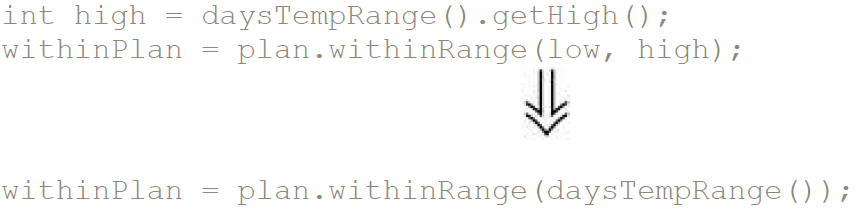 int high = daysTempRange().getHigh();
withinPlan = plan.withinRange(low, high);
withinPlan = plan.withinRange(daysTempRange());